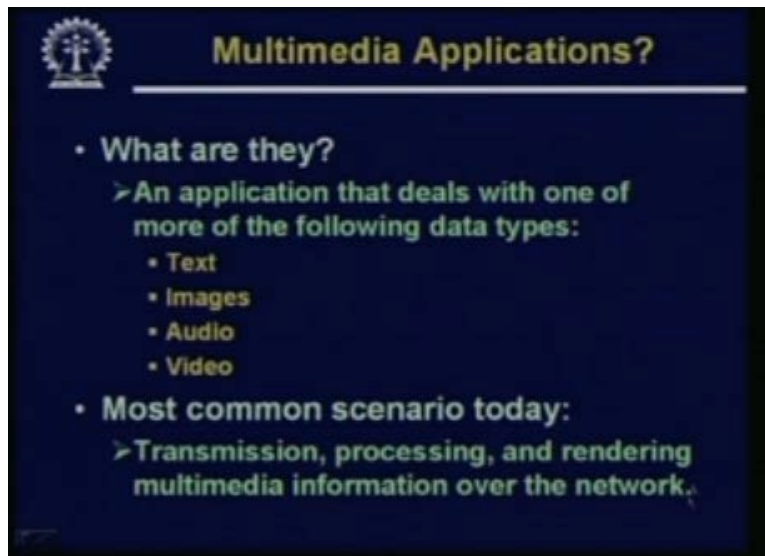 Multimedia Applications?
• What are they?
➢An application that deals with one of
more of the following data types:
▪ Text
▪ Images
▪ Audio
▪ Video
• Most common scenario today:
➢Transmission, processing, and rendering
multimedia information over the network.